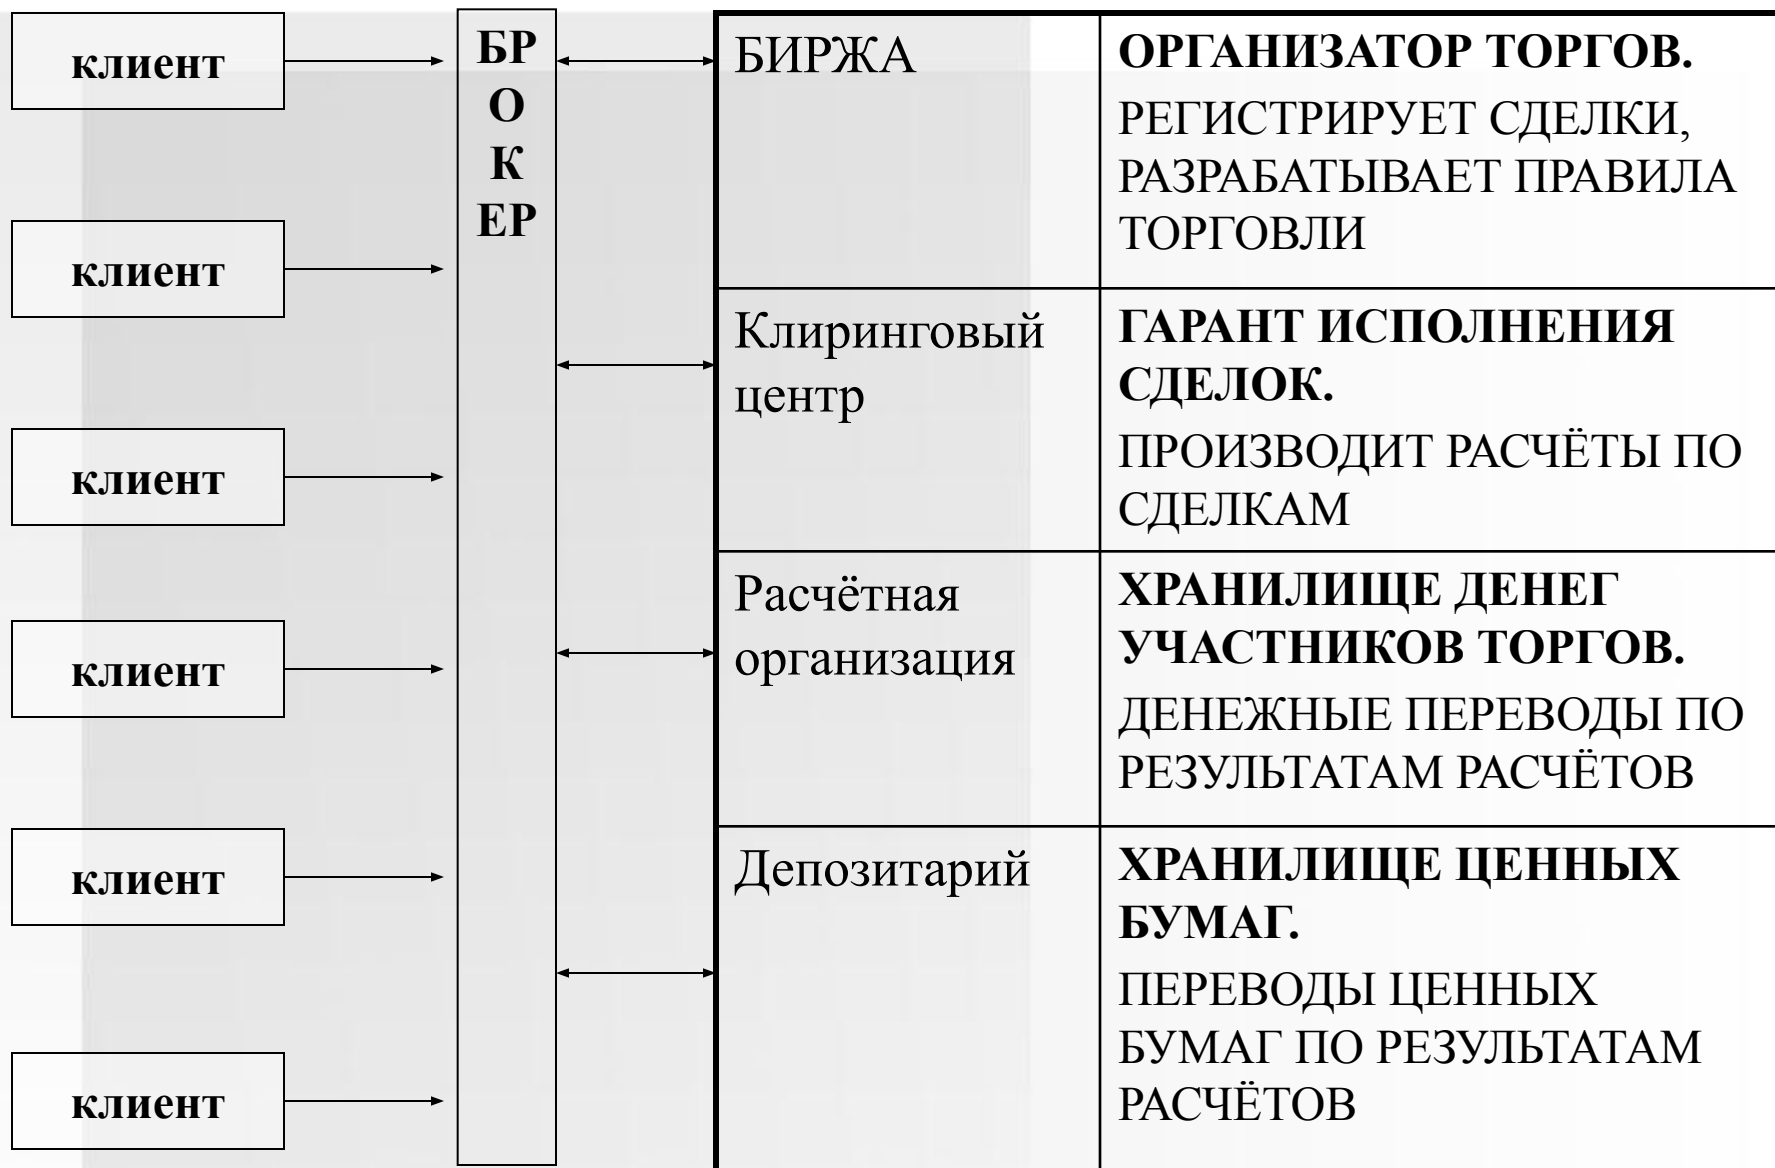 клиент
клиент
клиент
клиент
клиент
клиент
БР
О
К
ЕР
БИРЖА
ОРГАНИЗАТОР ТОРГОВ.
РЕГИСТРИРУЕТ СДЕЛКИ,
РАЗРАБАТЫВАЕТ ПРАВИЛА
ТОРГОВЛИ
Клиринговый
центр
ГАРАНТ ИСПОЛНЕНИЯ
СДЕЛОК.
ПРОИЗВОДИТ РАСЧЁТЫ ПО
СДЕЛКАМ
Расчётная
организация
ХРАНИЛИЩЕ ДЕНЕГ
УЧАСТНИКОВ ТОРГОВ.
ДЕНЕЖНЫЕ ПЕРЕВОДЫ ПО
РЕЗУЛЬТАТАМ РАСЧЁТОВ
Депозитарий
ХРАНИЛИЩЕ ЦЕННЫХ
БУМАГ.
ПЕРЕВОДЫ ЦЕННЫХ
БУМАГ ПО РЕЗУЛЬТАТАМ
РАСЧЁТОВ